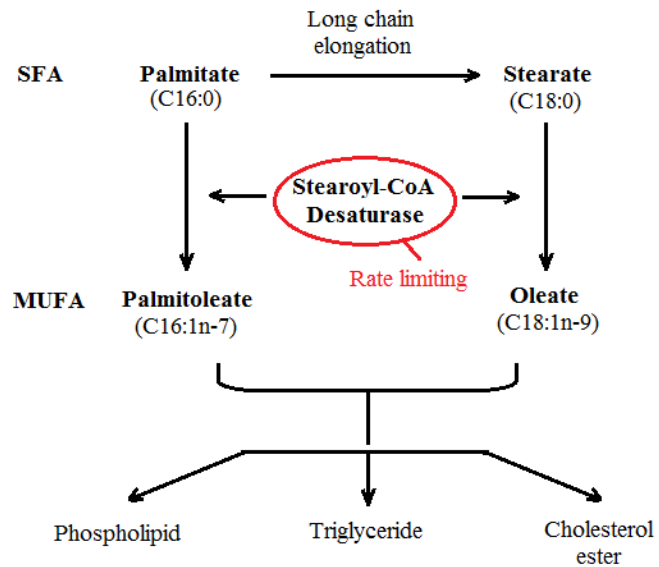 Long chain
elongation
SFA
Palmitate
(C16:0)
Stearate
(C18:0)
Stearoyl-CoA
Desaturase
Rate limiting
MUFA
Palmitoleate
(C16:1n-7)
Oleate
(C18:1n-9)
Phospholipid
Triglyceride
Cholesterol
ester